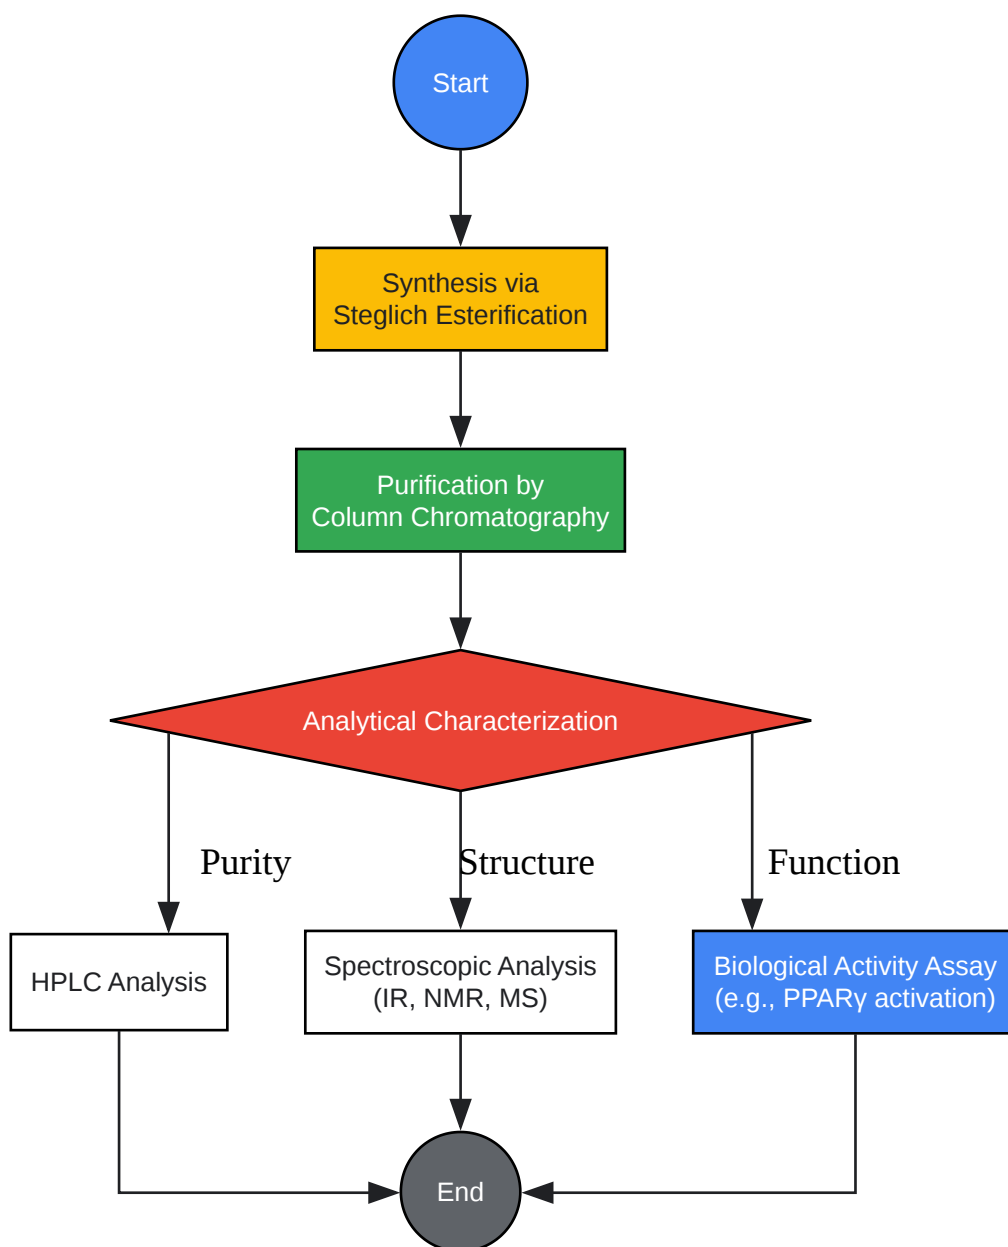 Start
Synthesis via
Steglich Esterification
Purification by
Column Chromatography
Analytical Characterization
Purity
Structure
Function
HPLC Analysis
Spectroscopic Analysis
(IR, NMR, MS)
Biological Activity Assay
(e.g., PPARγ activation)
End